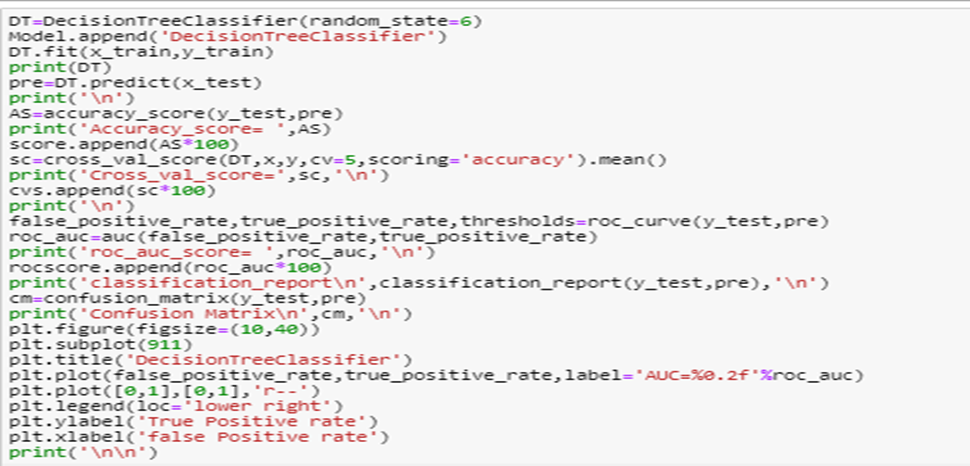 DT=DecisionTreeClassifier(random_state=6)
Model.append('DecisionTreeClassifier')
DT.fit(x_train,y_train)
print(DT)
pre=DT.predict(x_test)
print('\n')
AS=accuracy_score(y_test,pre)
print('Accuracy_score= ',AS)
score.append(AS*100)
sc=cross_val_score(DT,x,y,cv=5,scoring='accuracy').mean()
print('Cross_val_score=',sc,'\n')
cvs.append(sc*100)
print('\n')
false_positive_rate,true_positive_rate,thresholds=roc_curve(y_test,pre)
roc_auc=auc(false_positive_rate,true_positive_rate)
print('roc_auc_score= ',roc_auc,'\n')
rocscore.append(roc_auc*100)
print('classification_report\n',classification_report(y_test,pre),'\n')
cm=confusion_matrix(y_test,pre)
print('Confusion Matrix\n',cm,'\n')
plt.figure(figsize=(10,40))
plt.subplot(911)
plt.title('DecisionTreeClassifier')
plt.plot(false_positive_rate,true_positive_rate,label='AUC=%0.2f'%roc_auc)
plt.plot([0,1],[0,1],'r--')
plt.legend(loc='lower right')
plt.ylabel('True Positive rate')
plt.xlabel('false Positive rate')
print('\n\n')